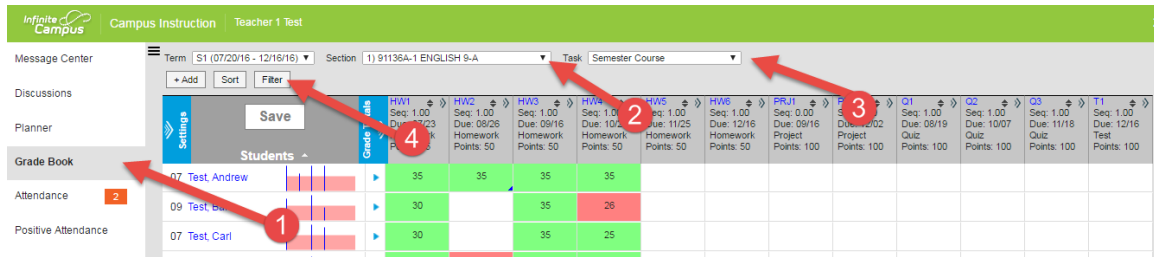 Infinite Campus
Campus Instruction
Teacher 1 Test
Message Center
Discussions
Planner
Grade Book
Attendance 2
Positive Attendance
Term S1 (07/20/16 - 12/16/16) Section 1) 91136A-1 ENGLISH 9-A Task Semester Course
+ Add Sort Filter
Settings
Save
Students
Grade Totals
HW1 HW2 HW3 HW4 HW5 HW6 PRJ1 Q1 Q2 Q3 T1
Seq: 1.00 Seq: 1.00 Seq: 1.00 Seq: 1.00 Seq: 1.00 Seq: 0.00 Seq: 1.00 Seq: 1.00 Seq: 1.00 Seq: 1.00
Due: 08/26 Due: 09/16 Due: 11/25 Due: 12/16 Due: 09/16 Due: 08/19 Due: 10/07 Due: 11/18 Due: 12/16
Homework Homework Homework Homework Homework Project Project Quiz Quiz Quiz Test
Points: 50 Points: 50 Points: 50 Points: 50 Points: 50 Points: 100 Points: 100 Points: 100 Points: 100 Points: 100 Points: 100
07 Test, Andrew 35 35 35 35
09 Test, 30 35 26
07 Test, Carl 30 35 25
1
2
3
4